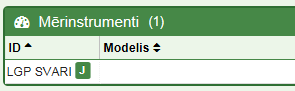 Mērinstrumenti (1)
ID Modelis
LGP SVARI J